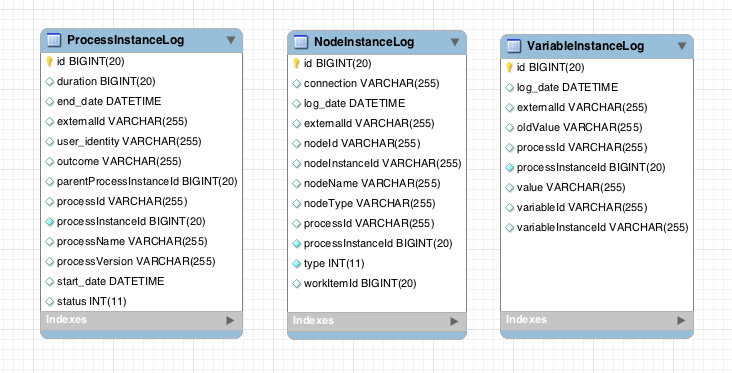 ProcessInstanceLog
id BIGINT(20)
duration BIGINT(20)
end_date DATETIME
externalId VARCHAR(255)
user_identity VARCHAR(255)
outcome VARCHAR(255)
parentProcessInstanceId BIGINT(20)
processId VARCHAR(255)
processInstanceId BIGINT(20)
processName VARCHAR(255)
processVersion VARCHAR(255)
start_date DATETIME
status INT(11)
Indexes
NodeInstanceLog
id BIGINT(20)
connection VARCHAR(255)
log_date DATETIME
externalId VARCHAR(255)
nodeId VARCHAR(255)
nodeInstanceId VARCHAR(255)
nodeName VARCHAR(255)
nodeType VARCHAR(255)
processId VARCHAR(255)
processInstanceId BIGINT(20)
type INT(11)
workItemId BIGINT(20)
Indexes
VariableInstanceLog
id BIGINT(20)
log_date DATETIME
externalId VARCHAR(255)
oldValue VARCHAR(255)
processId VARCHAR(255)
processInstanceId BIGINT(20)
value VARCHAR(255)
variableId VARCHAR(255)
variableInstanceId VARCHAR(255)
Indexes